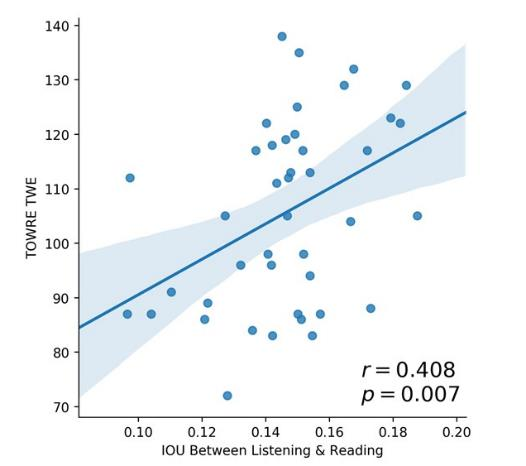 140
130
120
110
100
90
80
70
TOWRE TWE
r = 0.408
p = 0.007
0.10 0.12 0.14 0.16 0.18 0.20
IOU Between Listening & Reading